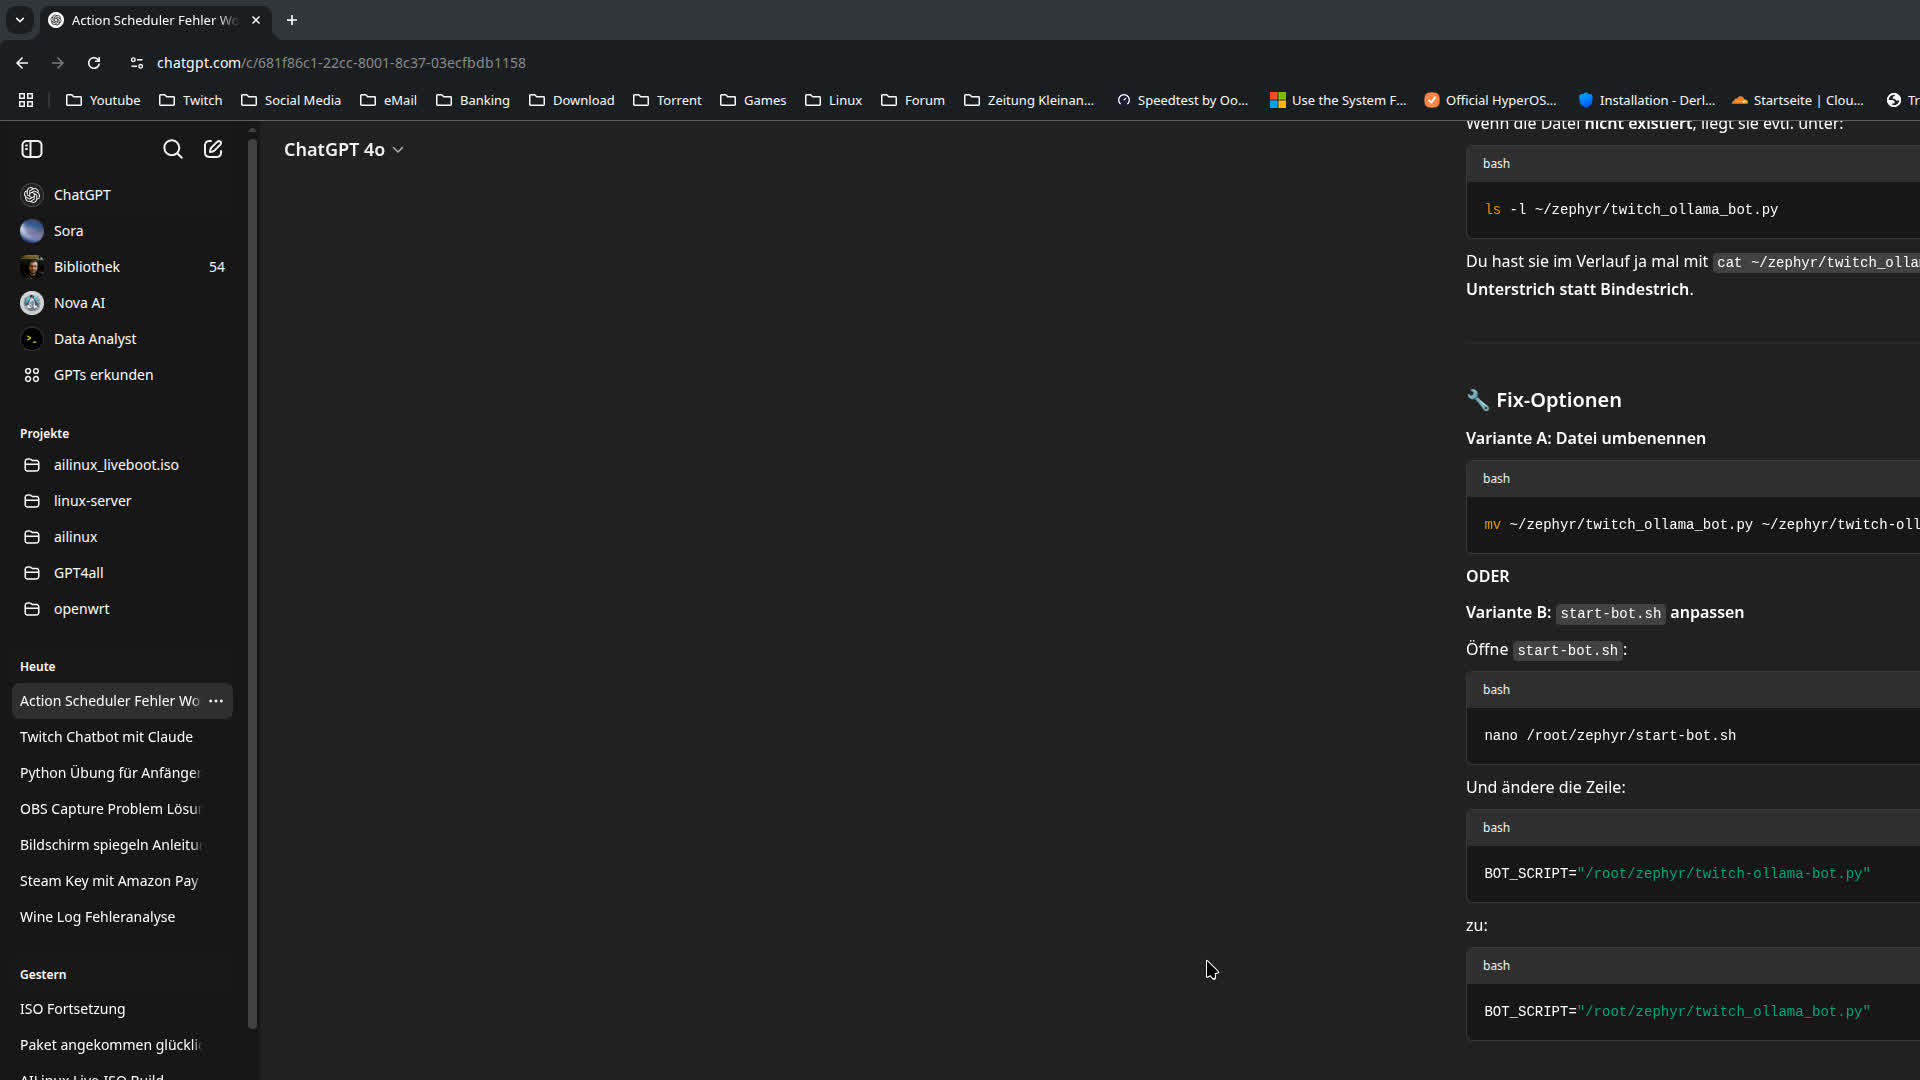 Action Scheduler Fehler Wo
chatgpt.com/c/681f86c1-22cc-8001-8c37-03ecfbdb1158
Youtube
Twitch
Social Media
eMail
Banking
Download
Torrent
Games
Linux
Forum
Zeitung Kleinan...
Speedtest by Oo...
Use the System F...
Official HyperOS...
Installation - Derl...
Startseite | Clou...
Tr
ChatGPT
Sora
Bibliothek 54
Nova AI
Data Analyst
GPTs erkunden
Projekte
ailinux_liveboot.iso
linux-server
ailinux
GPT4all
openwrt
Heute
Action Scheduler Fehler Wo
Twitch Chatbot mit Claude
Python Übung für Anfänger
OBS Capture Problem Lösu
Bildschirm spiegeln Anleitu
Steam Key mit Amazon Pay
Wine Log Fehleranalyse
Gestern
ISO Fortsetzung
Paket angekommen glückli
AILinux Live ISO Build
ChatGPT 4o
Wenn die Datei nicht existiert, liegt sie evtl. unter:
bash
ls -l ~/zephyr/twitch_ollama_bot.py
Du hast sie im Verlauf ja mal mit cat ~/zephyr/twitch_olla
Unterstrich statt Bindestrich.
🔧 Fix-Optionen
Variante A: Datei umbenennen
bash
mv ~/zephyr/twitch_ollama_bot.py ~/zephyr/twitch-oll
ODER
Variante B: start-bot.sh anpassen
Öffne start-bot.sh:
bash
nano /root/zephyr/start-bot.sh
Und ändere die Zeile:
bash
BOT_SCRIPT="/root/zephyr/twitch-ollama-bot.py"
zu:
bash
BOT_SCRIPT="/root/zephyr/twitch_ollama_bot.py"